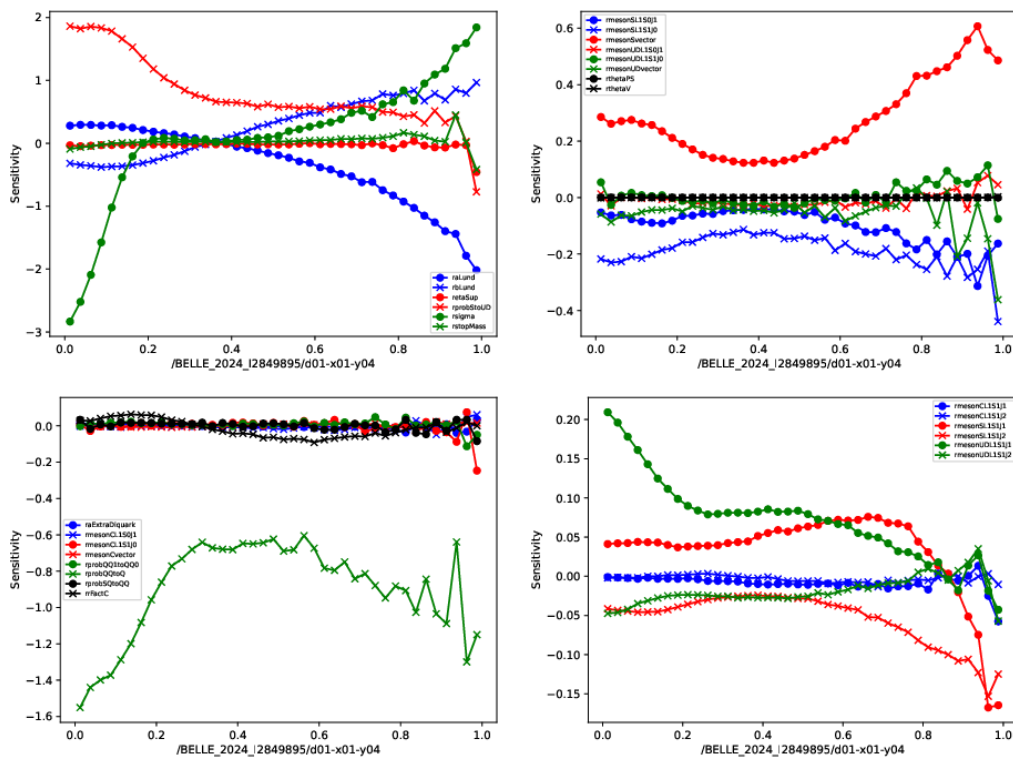 2
1
0
−1
−2
−3
Sensitivity
raLund
rbLund
retaSup
rprobStoUD
rsigma
rstopMass
0.0 0.2 0.4 0.6 0.8 1.0
/BELLE_2024_I2849895/d01-x01-y04
0.6
0.4
0.2
0.0
−0.2
−0.4
Sensitivity
rmesonSL1S0J1
rmesonSL1S1J0
rmesonSvector
rmesonUDL1S0J1
rmesonUDL1S1J0
rmesonUDvector
rthetaPS
rthetaV
0.0 0.2 0.4 0.6 0.8 1.0
/BELLE_2024_I2849895/d01-x01-y04
0.0
−0.2
−0.4
−0.6
−0.8
−1.0
−1.2
−1.4
−1.6
Sensitivity
raExtraDiquark
rmesonCL1S0J1
rmesonCL1S1J0
rmesonCvector
rprobQQ1toQQ0
rprobQQtoQ
rprobSQtoQQ
rrFactC
0.0 0.2 0.4 0.6 0.8 1.0
/BELLE_2024_I2849895/d01-x01-y04
0.20
0.15
0.10
0.05
0.00
−0.05
−0.10
−0.15
Sensitivity
rmesonCL1S1J1
rmesonCL1S1J2
rmesonSL1S1J1
rmesonSL1S1J2
rmesonUDL1S1J1
rmesonUDL1S1J2
0.0 0.2 0.4 0.6 0.8 1.0
/BELLE_2024_I2849895/d01-x01-y04